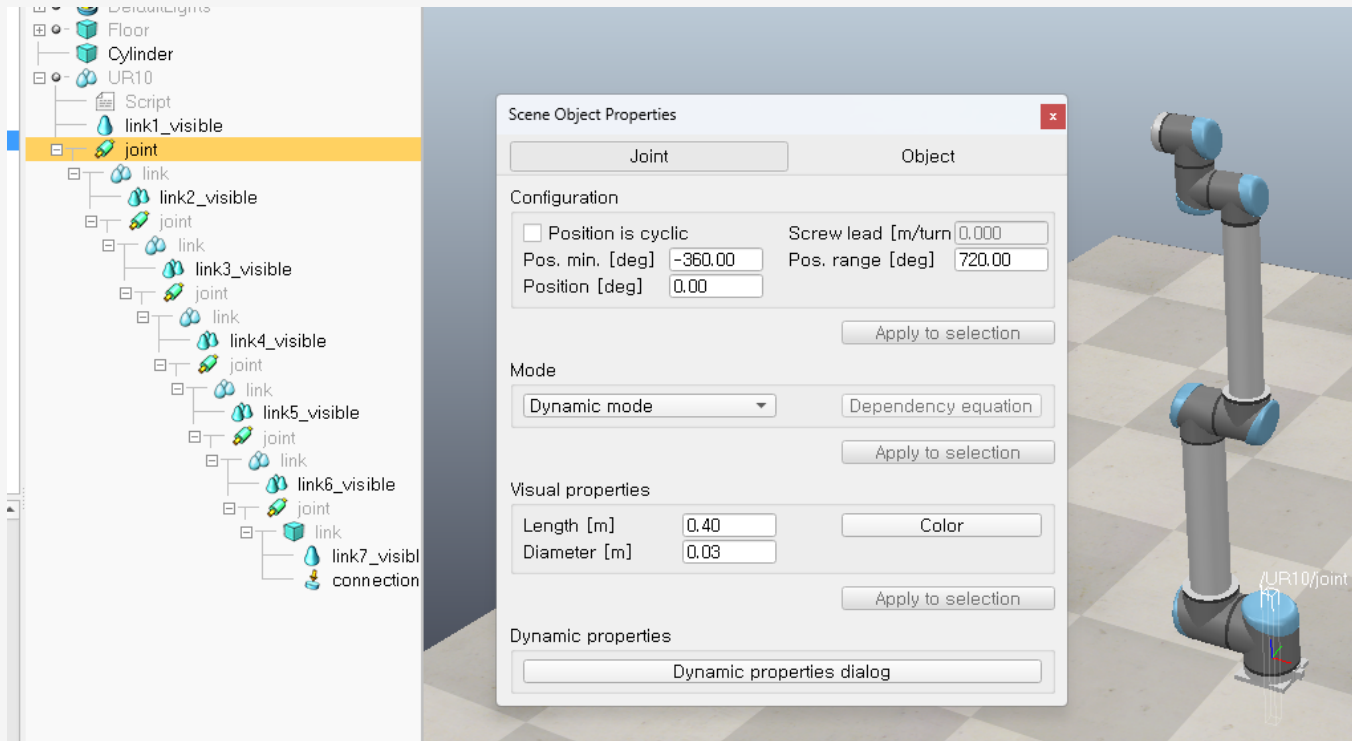 DefaultLights
Floor
Cylinder
UR10
Script
link1_visible
joint
link
link2_visible
joint
link
link3_visible
joint
link
link4_visible
joint
link
link5_visible
joint
link
link6_visible
joint
link
link7_visibl
connection
Scene Object Properties
x
Joint Object
Configuration
Position is cyclic Screw lead [m/turn 0.000
Pos. min. [deg] -360.00 Pos. range [deg] 720.00
Position [deg] 0.00
Apply to selection
Mode
Dynamic mode Dependency equation
Apply to selection
Visual properties
Length [m] 0.40 Color
Diameter [m] 0.03
Apply to selection
Dynamic properties
Dynamic properties dialog
/UR10/joint